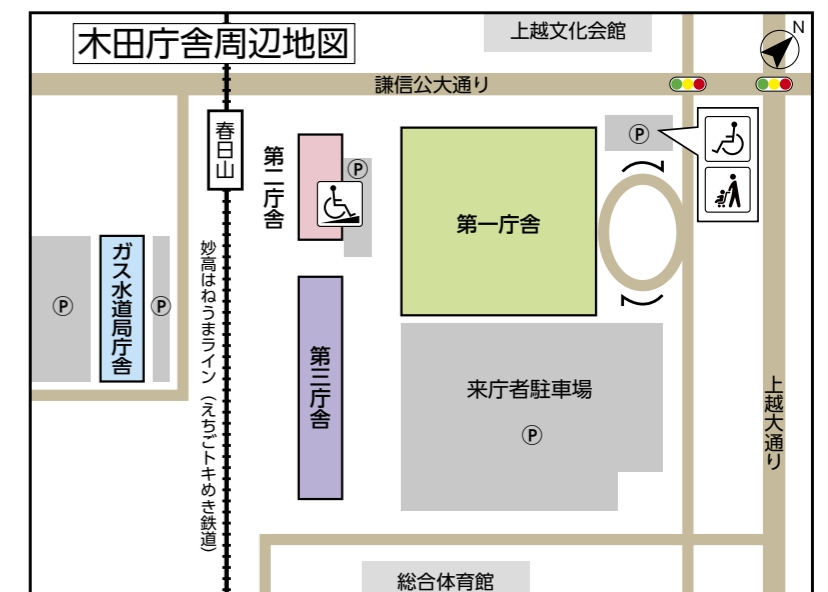 木田庁舎周辺地図
上越文化会館
N
謙信公大通り
春日山
第二庁舎
P
P
第一庁舎
ガス水道局庁舎
P
P
妙高はねうまライン（えちごトキめき鉄道）
第三庁舎
来庁者駐車場
P
上越大通り
総合体育館